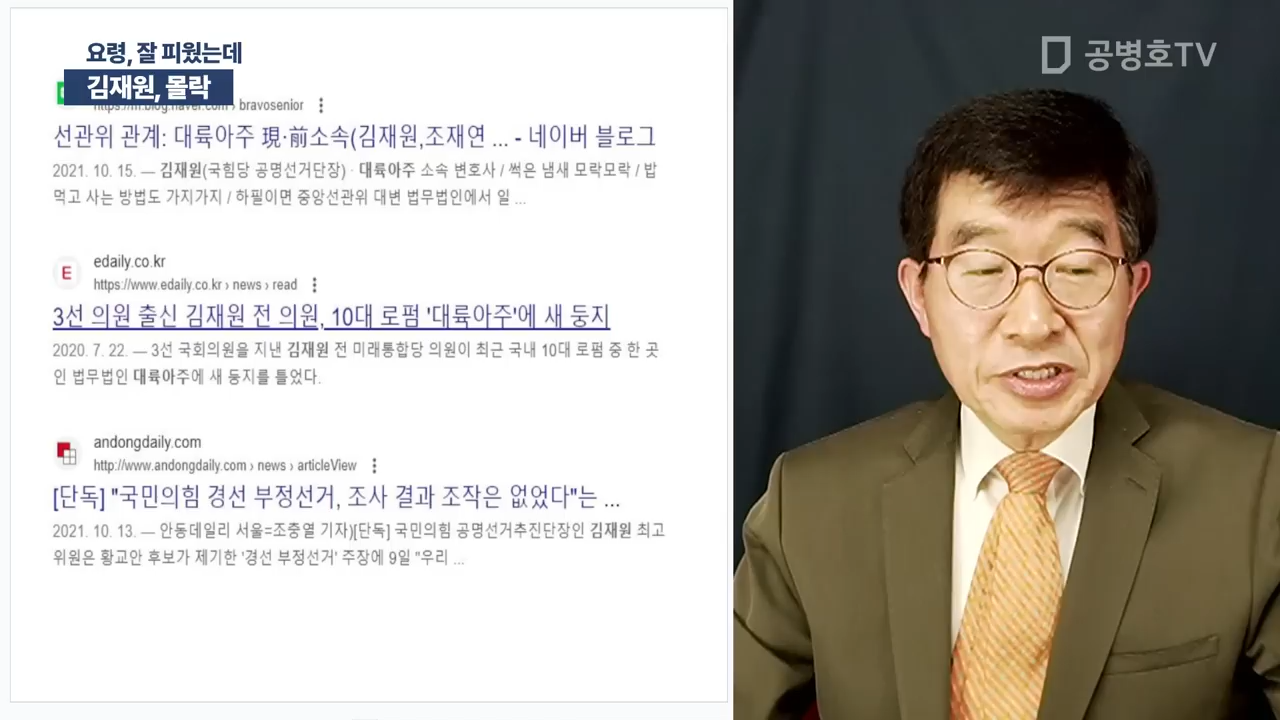 요령, 잘 피웠는데
김재원, 몰락
공병호TV
https://m.blog.naver.com › bravosenior
선관위 관계: 대륙아주 現·前소속(김재원,조재연 ... - 네이버 블로그
2021. 10. 15. — 김재원(국힘당 공명선거단장) · 대륙아주 소속 변호사 / 썩은 냄새 모락모락 / 밥
먹고 사는 방법도 가지가지 / 하필이면 중앙선관위 대변 법무법인에서 일 ...
E
edaily.co.kr
https://www.edaily.co.kr › news › read
3선 의원 출신 김재원 전 의원, 10대 로펌 '대륙아주'에 새 둥지
2020. 7. 22. — 3선 국회의원을 지낸 김재원 전 미래통합당 의원이 최근 국내 10대 로펌 중 한 곳
인 법무법인 대륙아주에 새 둥지를 틀었다.
andongdaily.com
http://www.andongdaily.com › news › articleView
[단독] "국민의힘 경선 부정선거, 조사 결과 조작은 없었다"는 ...
2021. 10. 13. — 안동데일리 서울=조충열 기자)[단독] 국민의힘 공명선거추진단장인 김재원 최고
위원은 황교안 후보가 제기한 '경선 부정선거' 주장에 9일 "우리 ...